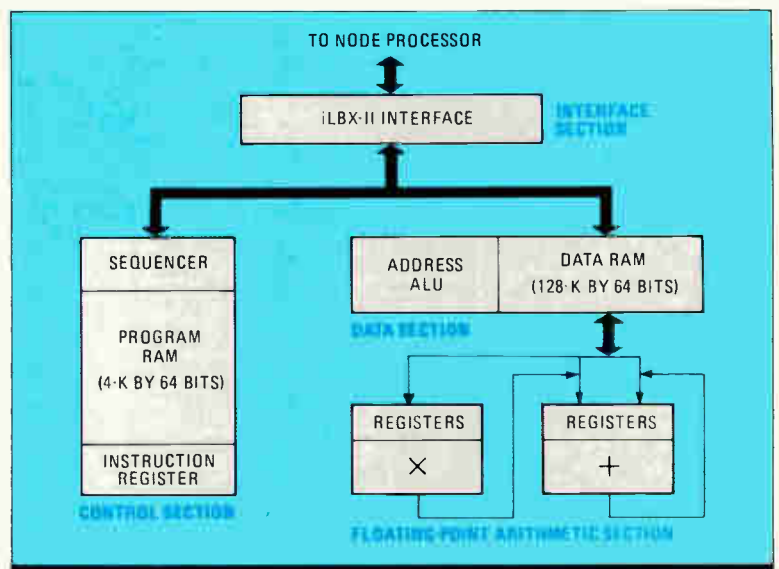 TO NODE PROCESSOR
iLBX-II INTERFACE
INTERFACE
SECTION
SEQUENCER
PROGRAM
RAM
(4-K BY 64 BITS)
INSTRUCTION
REGISTER
CONTROL SECTION
ADDRESS
ALU
DATA RAM
(128-K BY 64 BITS)
DATA SECTION
REGISTERS
×
REGISTERS
+
FLOATING-POINT ARITHMETIC SECTION